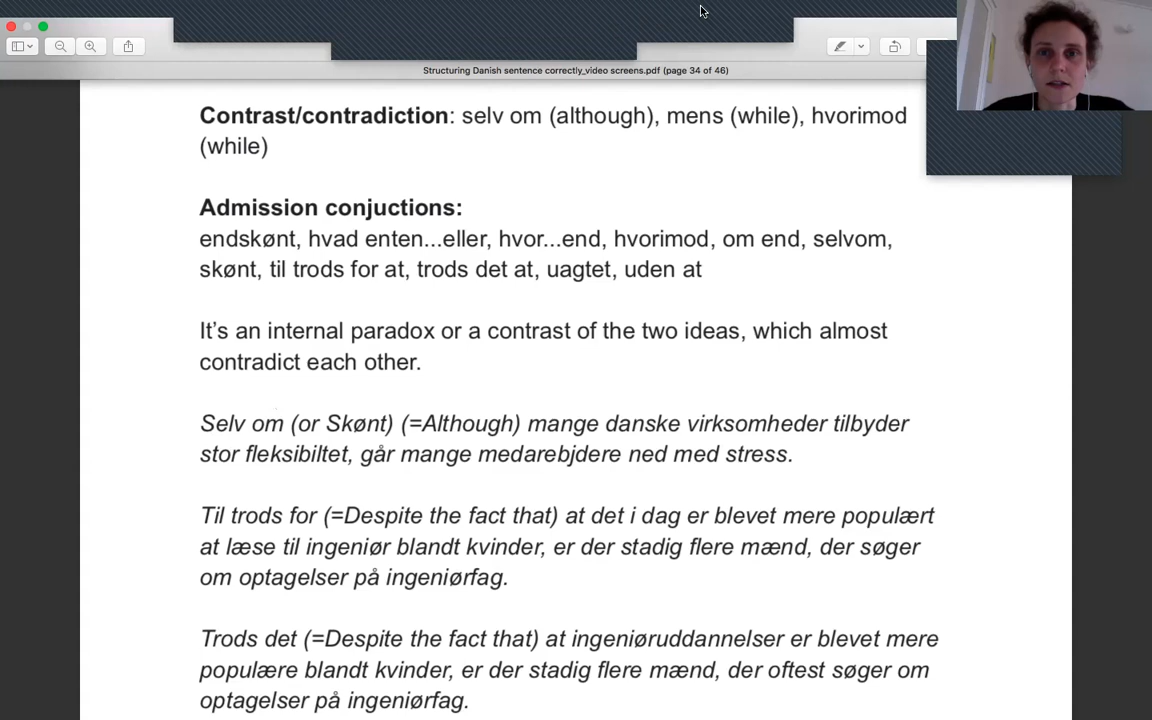 Structuring Danish sentence correctly_video screens.pdf (page 34 of 46)
Contrast/contradiction: selv om (although), mens (while), hvorimod
(while)
Admission conjuctions:
endskønt, hvad enten...eller, hvor...end, hvorimod, om end, selvom,
skønt, til trods for at, trods det at, uagtet, uden at
It's an internal paradox or a contrast of the two ideas, which almost
contradict each other.
Selv om (or Skønt) (=Although) mange danske virksomheder tilbyder
stor fleksibiltet, går mange medarebjdere ned med stress.
Til trods for (=Despite the fact that) at det i dag er blevet mere populært
at læse til ingeniør blandt kvinder, er der stadig flere mænd, der søger
om optagelser på ingeniørfag.
Trods det (=Despite the fact that) at ingeniøruddannelser er blevet mere
populære blandt kvinder, er der stadig flere mænd, der oftest søger om
optagelser på ingeniørfag.